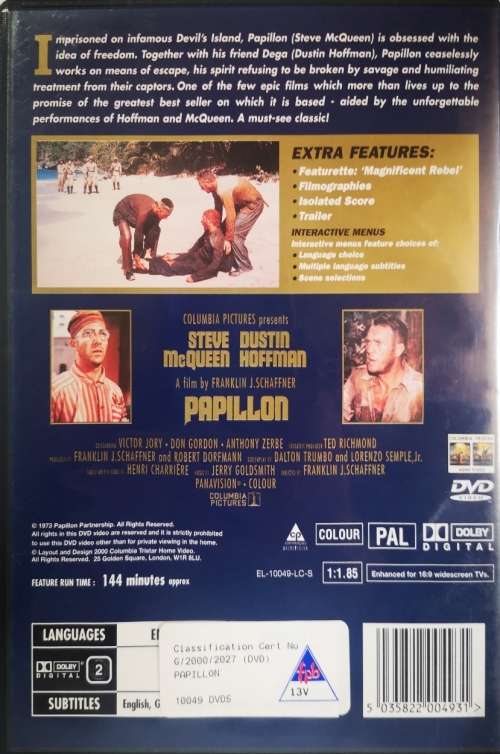 Imprisoned on infamous Devil's Island, Papillon (Steve McQueen) is obsessed with the
idea of freedom. Together with his friend Dega (Dustin Hoffman), Papillon ceaselessly
works on means of escape, his spirit refusing to be broken by savage and humiliating
treatment from their captors. One of the few epic films which more than lives up to the
promise of the greatest best seller on which it is based - aided by the unforgettable
performances of Hoffman and McQueen. A must-see classic!
EXTRA FEATURES:
• Featurette: 'Magnificent Rebel'
• Filmographies
• Isolated Score
• Trailer
INTERACTIVE MENUS
Interactive menus feature choices of:
• Language choice
• Multiple language subtitles
• Scene selections
COLUMBIA PICTURES presents
STEVE DUSTIN
McQUEEN HOFFMAN
A film by FRANKLIN J. SCHAFFNER
PAPILLON
VICTOR JORY • DON GORDON • ANTHONY ZERBE TED RICHMOND
FRANKLIN J. SCHAFFNER and ROBERT DORFMANN DALTON TRUMBO and LORENZO SEMPLE, Jr.
HENRI CHARRIÈRE JERRY GOLDSMITH FRANKLIN J. SCHAFFNER
PANAVISION® • COLOUR
COLUMBIA
PICTURES
DVD
VIDEO
© 1973 Papillon Partnership. All Rights Reserved.
All rights in this DVD are reserved and it is strictly prohibited
to use this DVD video other than for private viewing in the home.
© Layout and Design 2000 Columbia Tristar Home Video.
All Rights Reserved. 25 Golden Square, London, W1R 8LU.
COLOUR
PAL
DOLBY
DIGITAL
FEATURE RUN TIME: 144 minutes approx
EL-10049-LC-S
1:1.85
Enhanced for 16:9 widescreen TVs.
LANGUAGES
DOLBY
DIGITAL
2
SUBTITLES
English, G
Classification Cert No
G/2000/2027 (DVD)
PAPILLON
10049 DVDS
fpb
13V
5 035822 004931 >